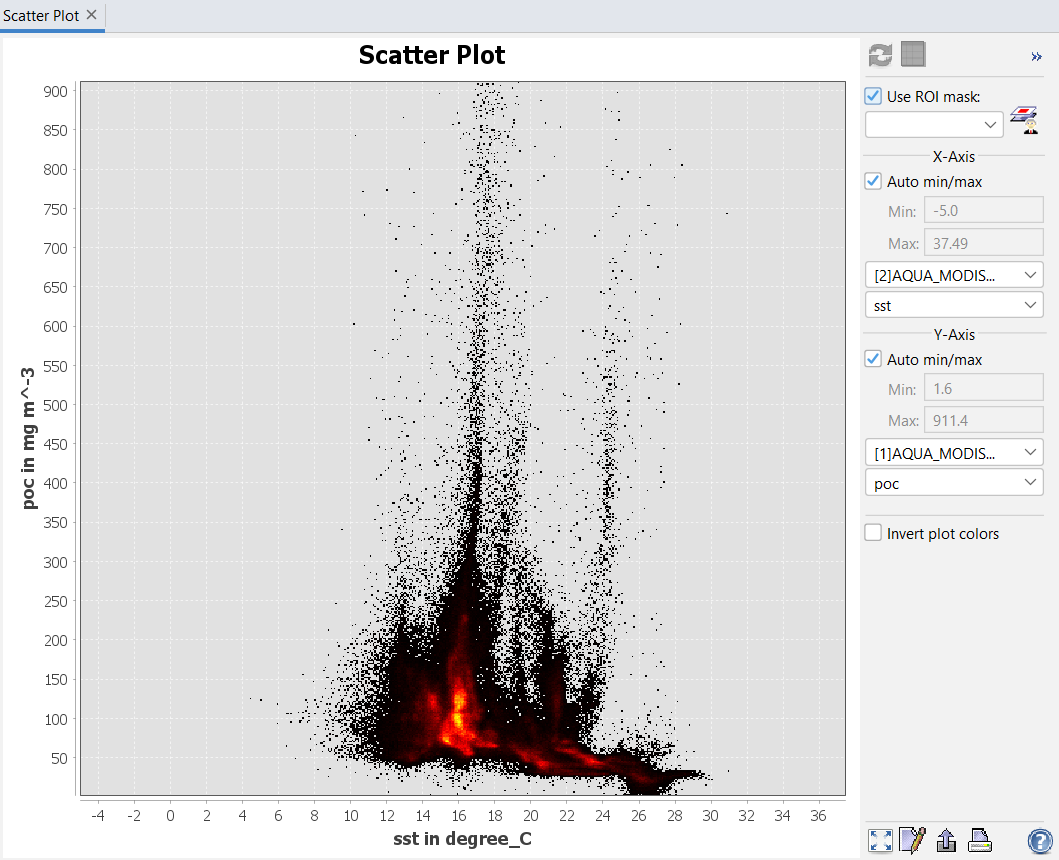 Scatter Plot
Scatter Plot
900
850
800
750
700
650
600
550
500
450
400
350
300
250
200
150
100
50
poc in mg m^-3
-4 -2 0 2 4 6 8 10 12 14 16 18 20 22 24 26 28 30 32 34 36
sst in degree_C
»
Use ROI mask:
X-Axis
Auto min/max
Min: -5.0
Max: 37.49
[2]AQUA_MODIS...
sst
Y-Axis
Auto min/max
Min: 1.6
Max: 911.4
[1]AQUA_MODIS...
poc
Invert plot colors
?